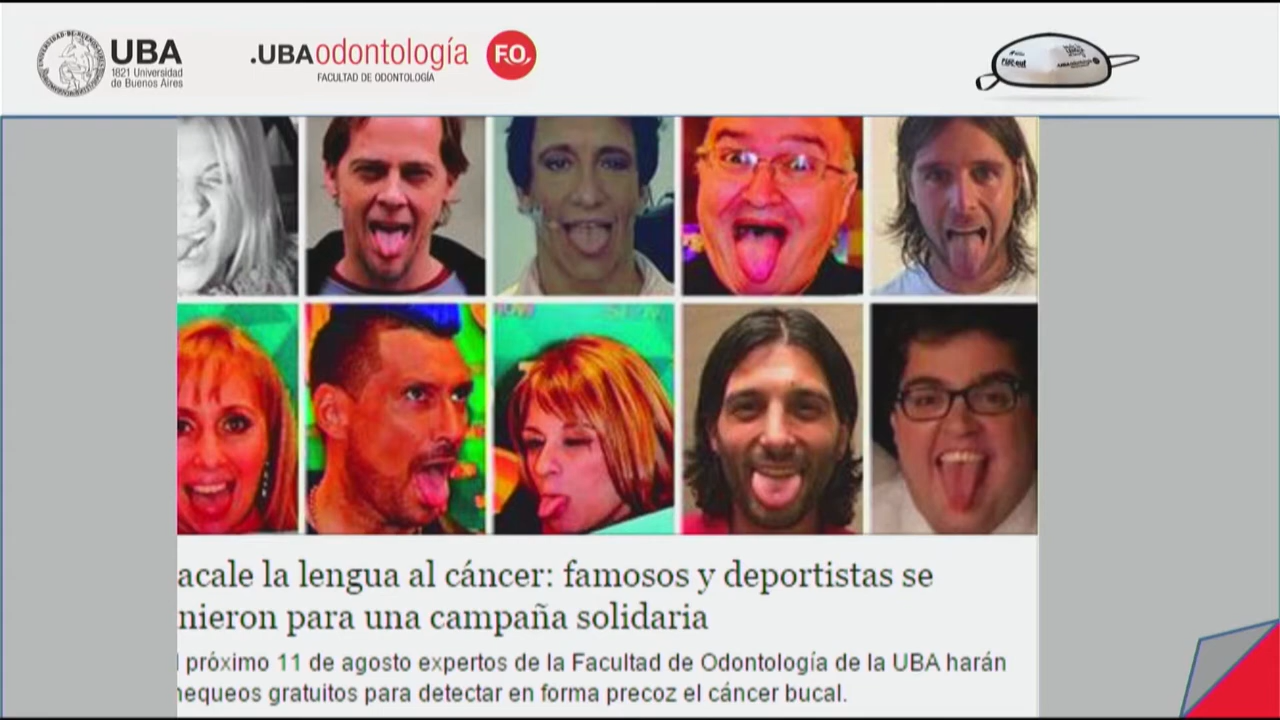 UBA
1821 Universidad
de Buenos Aires
.UBAodontología
FACULTAD DE ODONTOLOGÍA
F.O.
acale la lengua al cáncer: famosos y deportistas se
nieron para una campaña solidaria
l próximo 11 de agosto expertos de la Facultad de Odontología de la UBA harán
hequeos gratuitos para detectar en forma precoz el cáncer bucal.